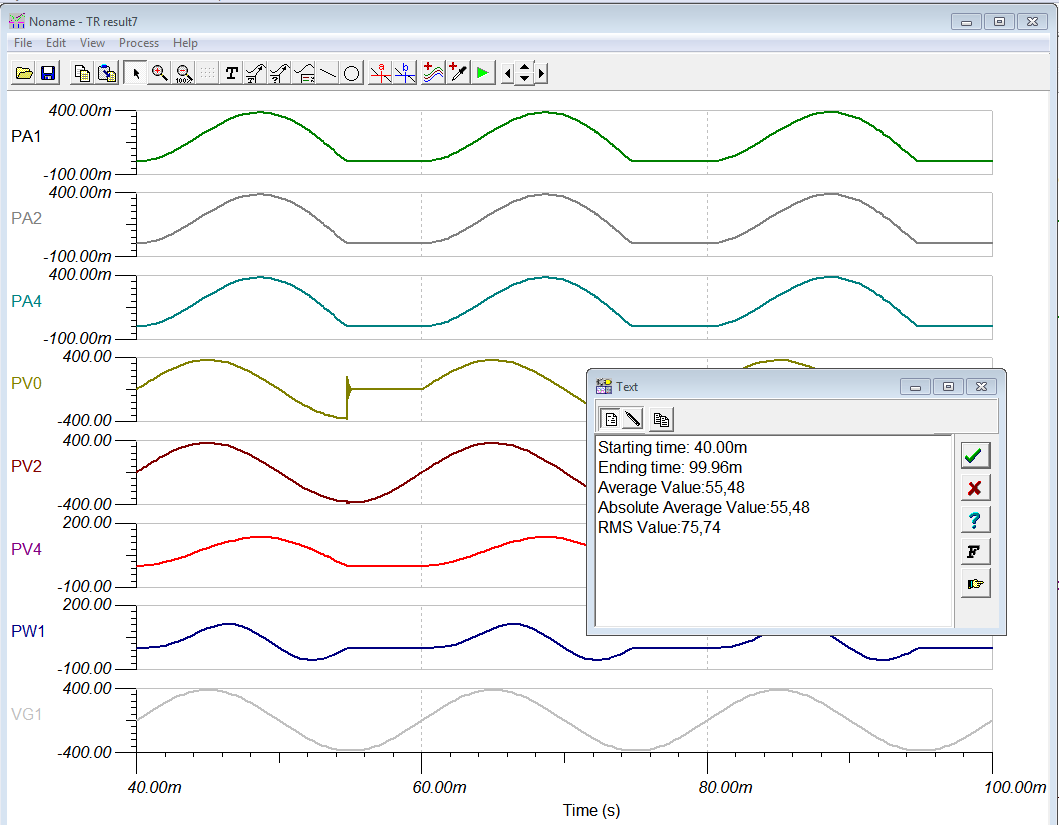 Noname - TR result7
File Edit View Process Help
T 100% A ? a b
400.00m
PA1
-100.00m
400.00m
PA2
-100.00m
400.00m
PA4
-100.00m
400.00
PV0
-400.00
400.00
PV2
-400.00
200.00
PV4
-100.00
200.00
PW1
-100.00
400.00
VG1
-400.00
40.00m 60.00m 80.00m 100.00m
Time (s)
Text
Starting time: 40.00m
Ending time: 99.96m
Average Value:55,48
Absolute Average Value:55,48
RMS Value:75,74
?
F